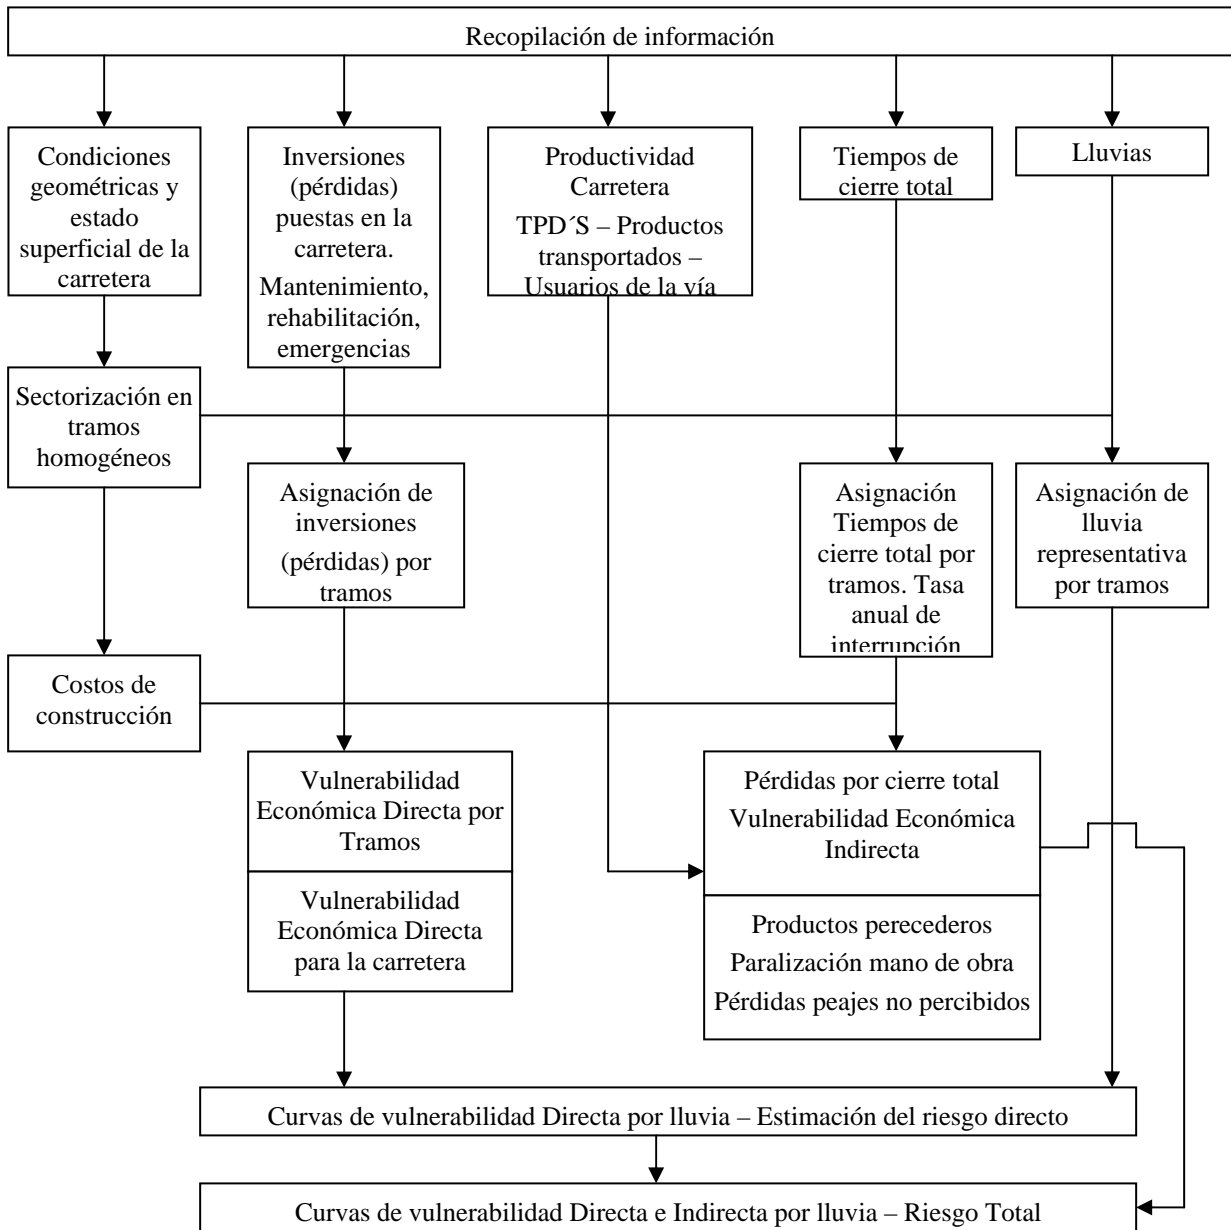 Recopilación de información
Condiciones
geométricas y
estado
superficial de la
carretera
Inversiones
(pérdidas)
puestas en la
carretera.
Mantenimiento,
rehabilitación,
emergencias
Productividad
Carretera
TPD´S – Productos
transportados –
Usuarios de la vía
Tiempos de
cierre total
Lluvias
Sectorización en
tramos
homogéneos
Asignación de
inversiones
(pérdidas) por
tramos
Asignación
Tiempos de
cierre total por
tramos. Tasa
anual de
interrupción
Asignación de
lluvia
representativa
por tramos
Costos de
construcción
Vulnerabilidad
Económica Directa por
Tramos
Vulnerabilidad
Económica Directa
para la carretera
Pérdidas por cierre total
Vulnerabilidad Económica
Indirecta
Productos perecederos
Paralización mano de obra
Pérdidas peajes no percibidos
Curvas de vulnerabilidad Directa por lluvia – Estimación del riesgo directo
Curvas de vulnerabilidad Directa e Indirecta por lluvia – Riesgo Total